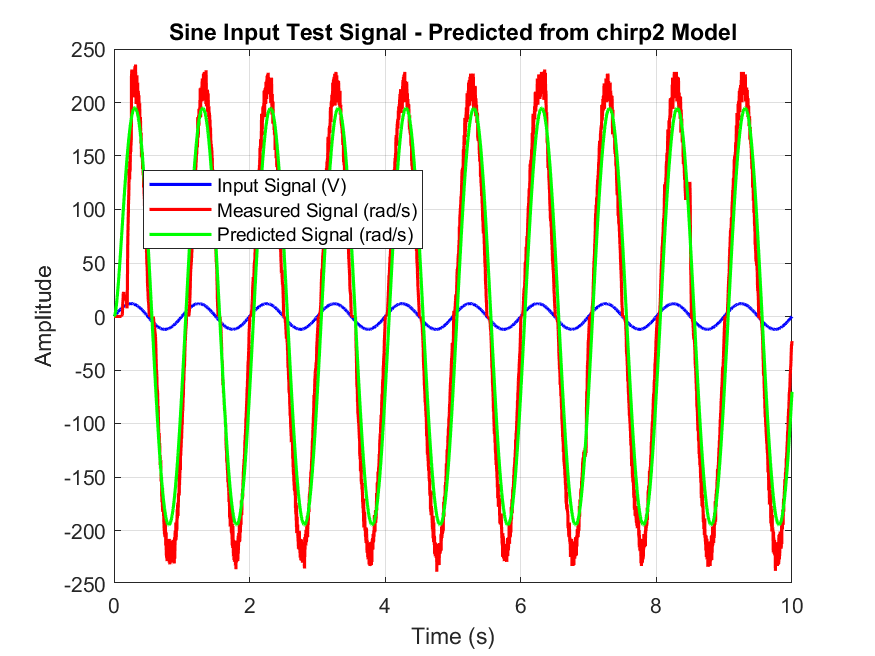 Sine Input Test Signal - Predicted from chirp2 Model
250
200
150
100
50
0
-50
-100
-150
-200
-250
Amplitude
Input Signal (V)
Measured Signal (rad/s)
Predicted Signal (rad/s)
0 2 4 6 8 10
Time (s)